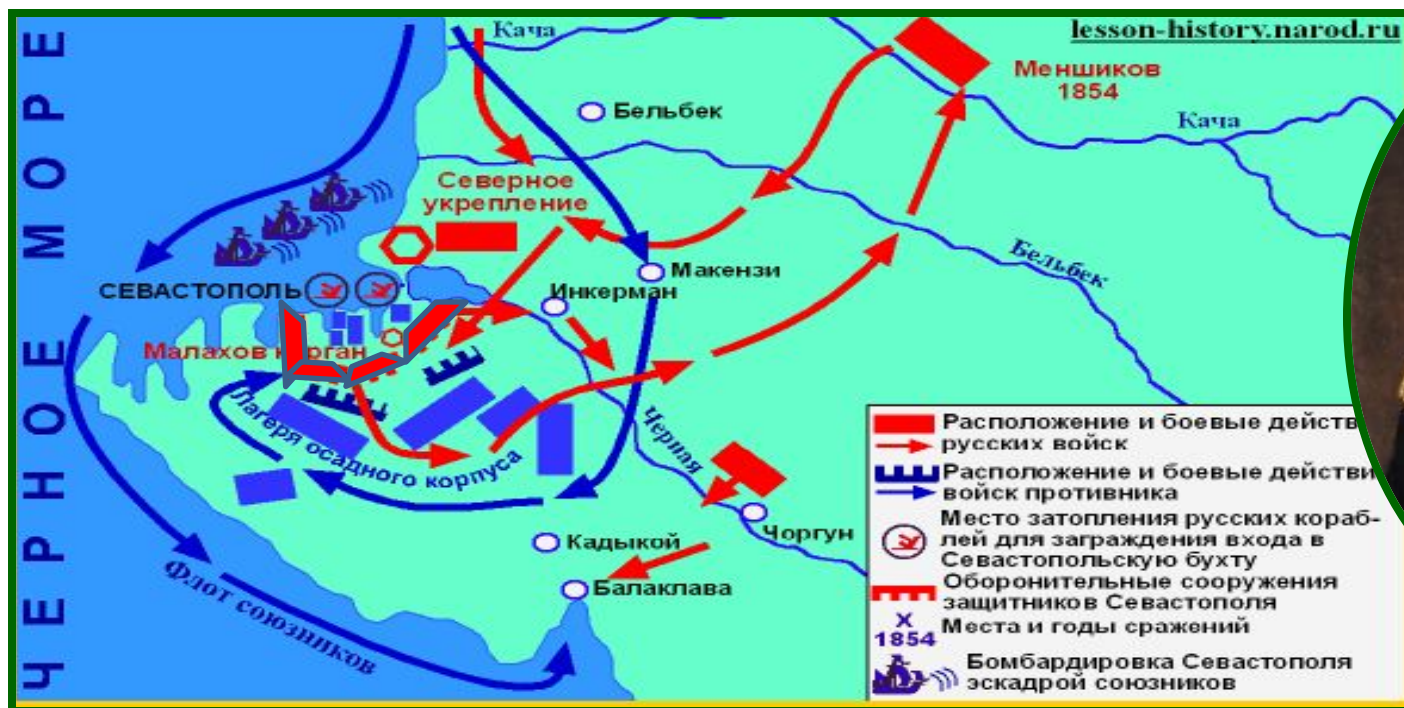 lesson-history.narod.ru
ЧЕРНОЕ МОРЕ
Кача
Меншиков
1854
Бельбек
Кача
Северное
укрепление
Бельбек
Макензи
СЕВАСТОПОЛЬ
Инкерман
Малахов курган
Лагеря осадного корпуса
Черная
Чоргун
Кадыкой
Балаклава
Флот союзников
Расположение и боевые действ
русских войск
Расположение и боевые действи
войск противника
Место затопления русских кораб-
лей для заграждения входа в
Севастопольскую бухту
Оборонительные сооружения
защитников Севастополя
X
1854
Места и годы сражений
Бомбардировка Севастополя
эскадрой союзников